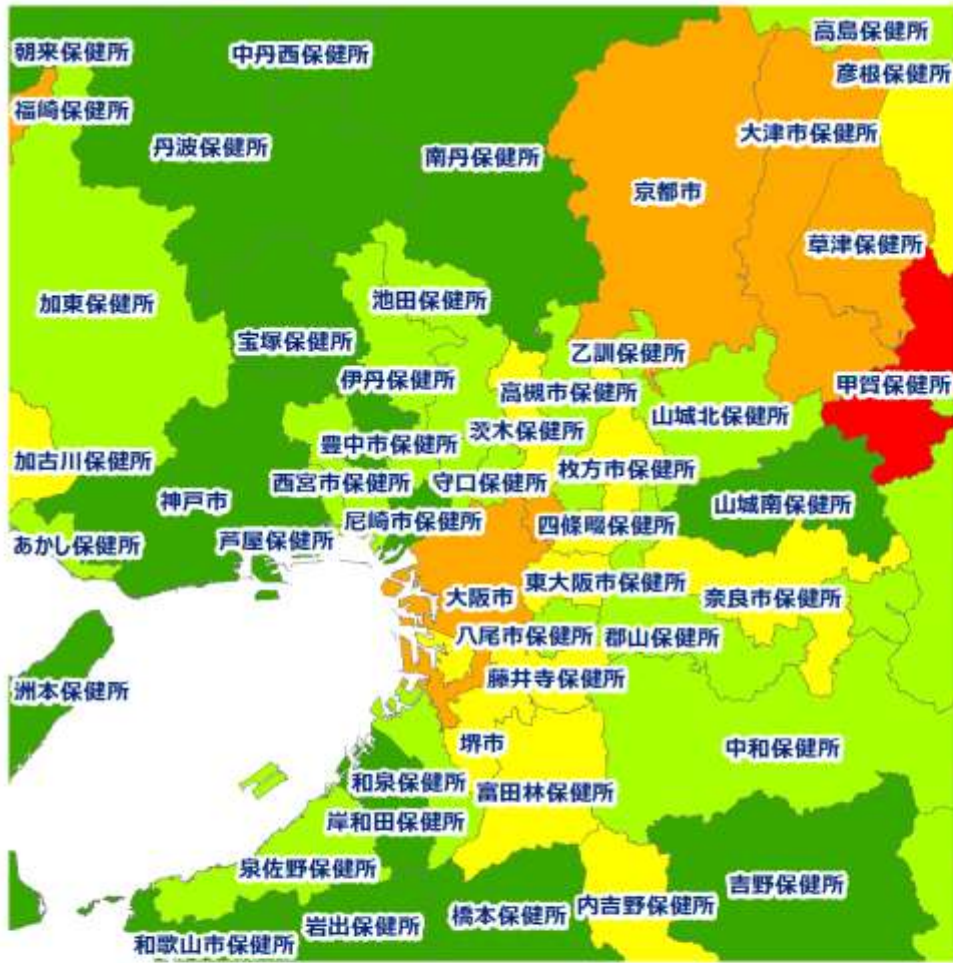 高島保健所
朝来保健所
中丹西保健所
彦根保健所
福崎保健所
大津市保健所
丹波保健所
南丹保健所
京都市
草津保健所
加東保健所
池田保健所
宝塚保健所
乙訓保健所
伊丹保健所
高槻市保健所
甲賀保健所
山城北保健所
豊中市保健所
茨木保健所
加古川保健所
枚方市保健所
西宮市保健所
守口保健所
神戸市
山城南保健所
尼崎市保健所
四條畷保健所
あかし保健所
芦屋保健所
東大阪市保健所
大阪市
奈良市保健所
八尾市保健所
郡山保健所
藤井寺保健所
洲本保健所
堺市
中和保健所
和泉保健所
富田林保健所
岸和田保健所
泉佐野保健所
吉野保健所
内吉野保健所
橋本保健所
岩出保健所
和歌山市保健所